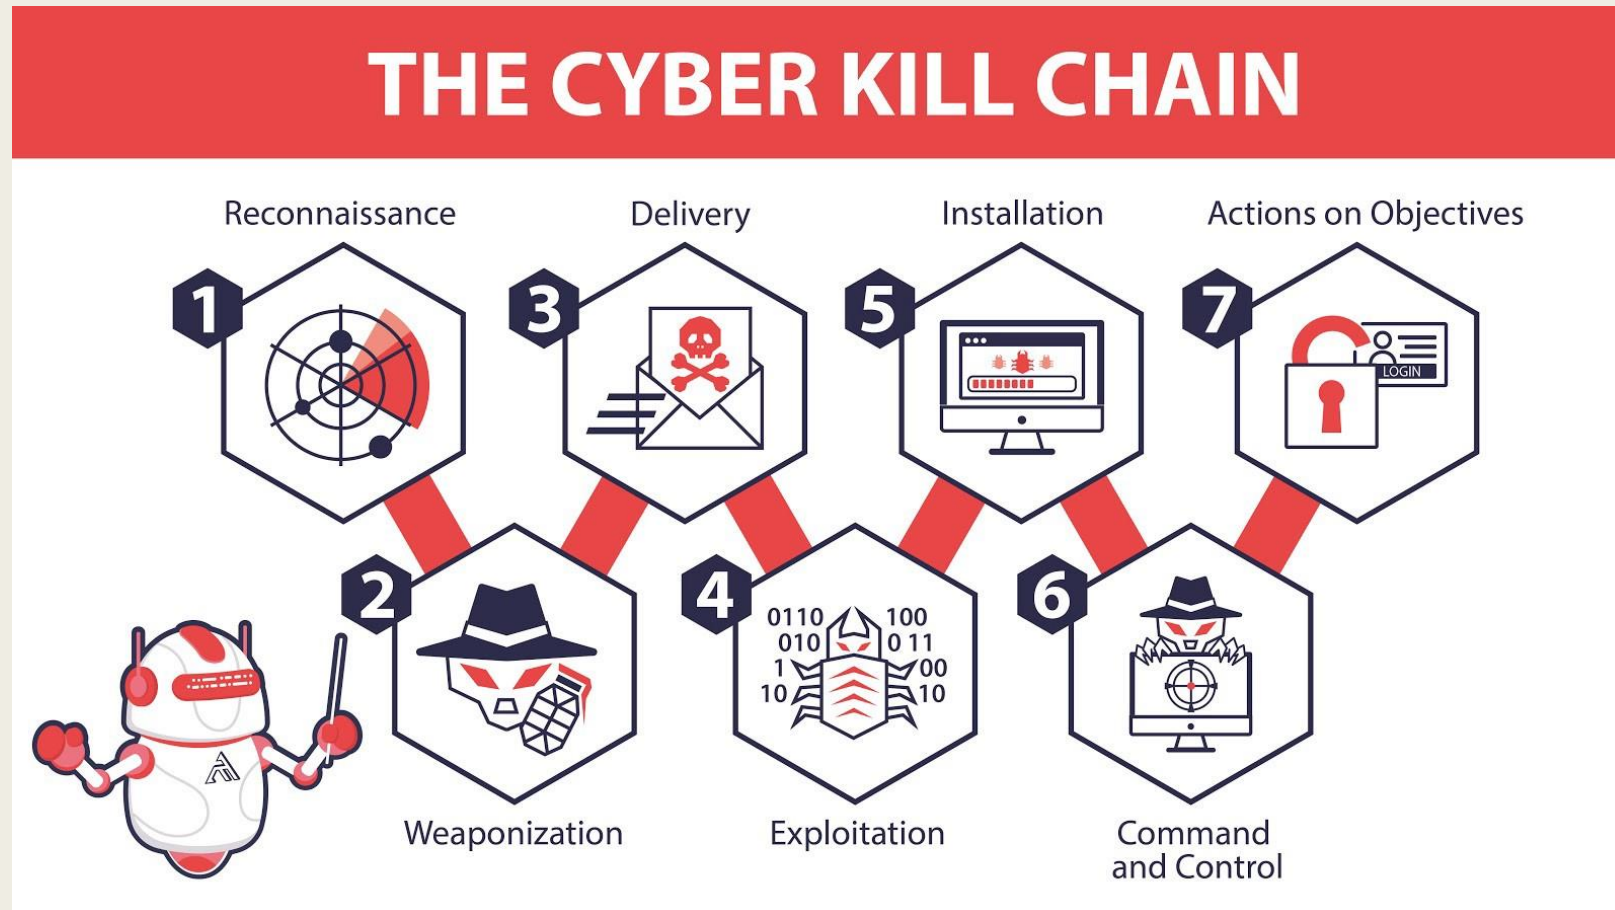 THE CYBER KILL CHAIN
Reconnaissance
1
Delivery
3
Installation
5
Actions on Objectives
7
LOGIN
2
Weaponization
4
0110 100
010 0 11
1 00
10 10
Exploitation
6
Command
and Control